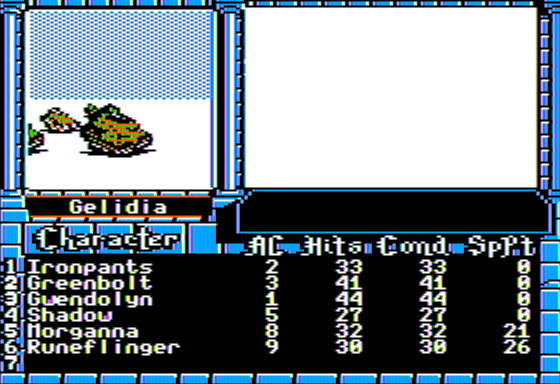 Gelidia
Character AC Hits Cond SpPt
1 Ironpants 2 33 33 0
2 Greenbolt 3 41 41 0
3 Gwendolyn 1 44 44 0
4 Shadow 5 27 27 0
5 Morganna 8 32 32 21
6 Runeflinger 9 30 30 26
7